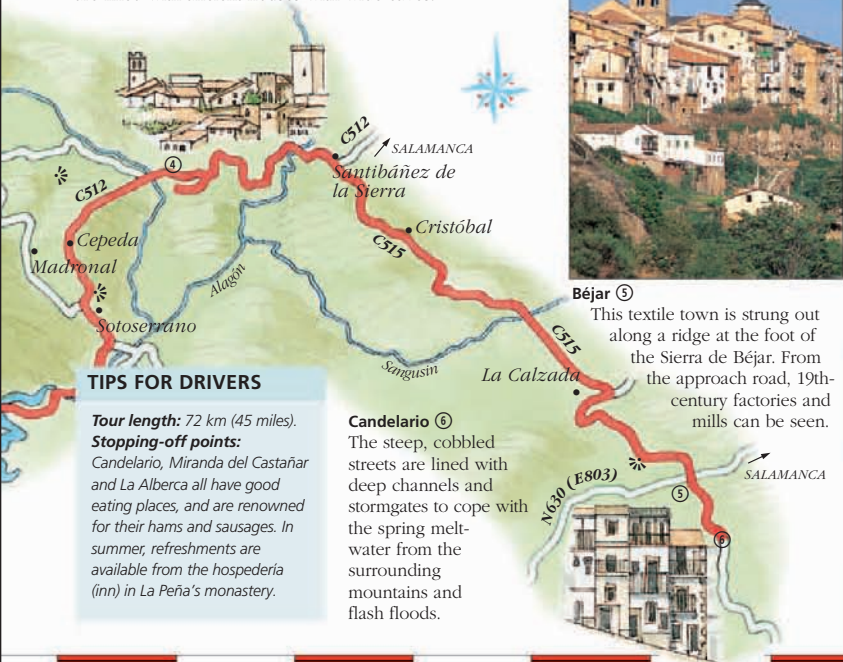 ④
C512
SALAMANCA
Santibáñez de
la Sierra
C512
Cepeda
Madronal
Sotoserrano
Alagón
Cristóbal
C515
Sangusín
C515
La Calzada
N630 (E803)
SALAMANCA
⑤
⑥
Béjar ⑤
This textile town is strung out
along a ridge at the foot of
the Sierra de Béjar. From
the approach road, 19th-
century factories and
mills can be seen.
TIPS FOR DRIVERS
Tour length: 72 km (45 miles).
Stopping-off points:
Candelario, Miranda del Castañar
and La Alberca all have good
eating places, and are renowned
for their hams and sausages. In
summer, refreshments are
available from the hospedería
(inn) in La Peña's monastery.
Candelario ⑥
The steep, cobbled
streets are lined with
deep channels and
stormgates to cope with
the spring melt-
water from the
surrounding
mountains and
flash floods.